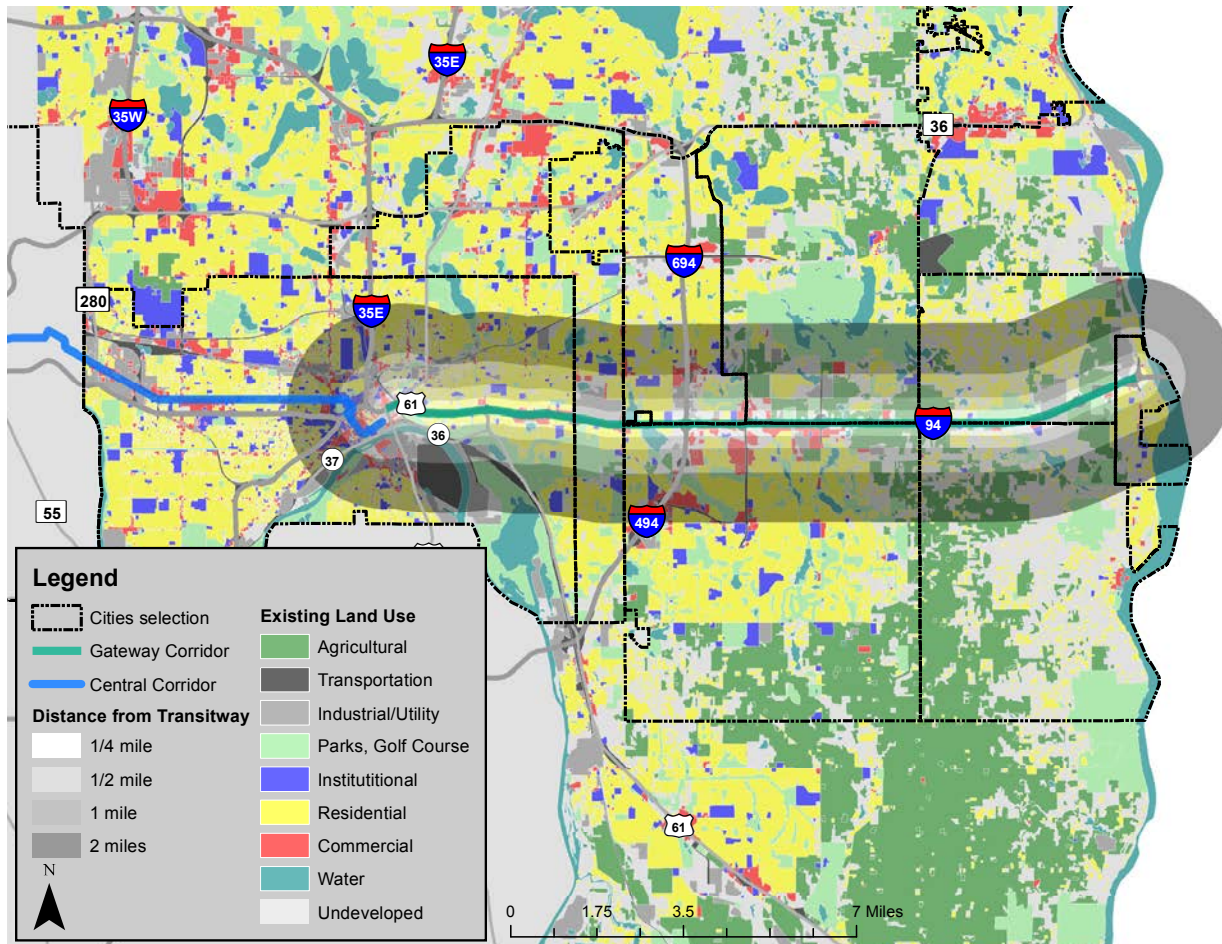 35E
35W
36
694
280
35E
61
94
36
37
55
494
61
Legend
Cities selection
Gateway Corridor
Central Corridor
Distance from Transitway
1/4 mile
1/2 mile
1 mile
2 miles
N
Existing Land Use
Agricultural
Transportation
Industrial/Utility
Parks, Golf Course
Institutitional
Residential
Commercial
Water
Undeveloped
0 1.75 3.5 7 Miles